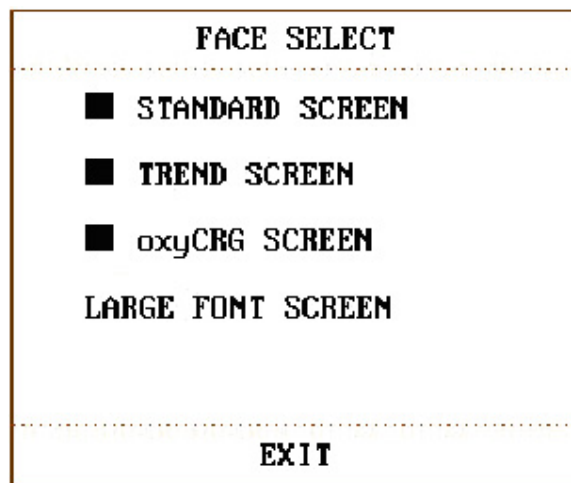 FACE SELECT
STANDARD SCREEN
TREND SCREEN
oxyCRG SCREEN
LARGE FONT SCREEN
EXIT